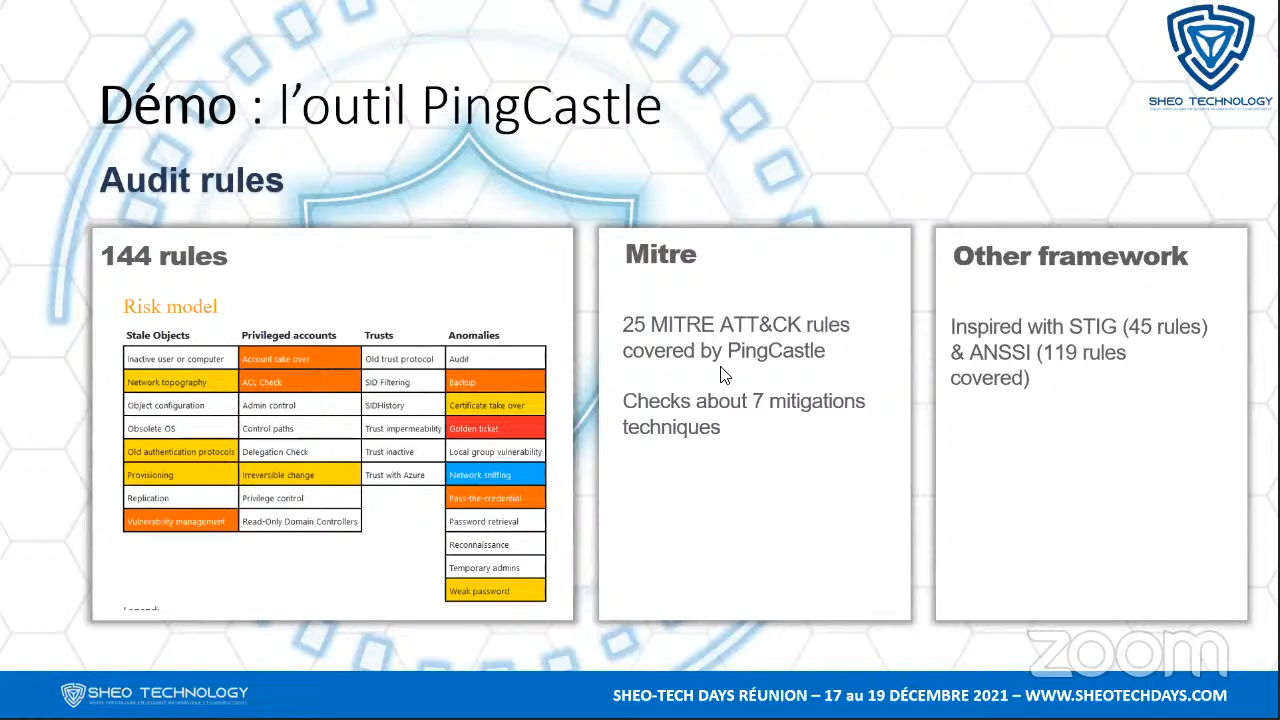 SHEO TECHNOLOGY
Démo : l’outil PingCastle
Audit rules
144 rules
Risk model
Stale Objects Privileged accounts Trusts Anomalies
Inactive user or computer Account take over Old trust protocol Audit
Network topography ACL Check SID Filtering Backup
Object configuration Admin control SIDHistory Certificate take over
Obsolete OS Control paths Trust impermeability Golden ticket
Old authentication protocols Delegation Check Trust inactive Local group vulnerability
Provisioning Irreversible change Trust with Azure Network sniffing
Replication Privilege control Pass-the-credential
Vulnerability management Read-Only Domain Controllers Password retrieval
Reconnaissance
Temporary admins
Weak password
Mitre
25 MITRE ATT&CK rules
covered by PingCastle
Checks about 7 mitigations
techniques
Other framework
Inspired with STIG (45 rules)
& ANSSI (119 rules
covered)
zoom
SHEO TECHNOLOGY
SHEO-TECH DAYS RÉUNION – 17 au 19 DÉCEMBRE 2021 – WWW.SHEOTECHDAYS.COM